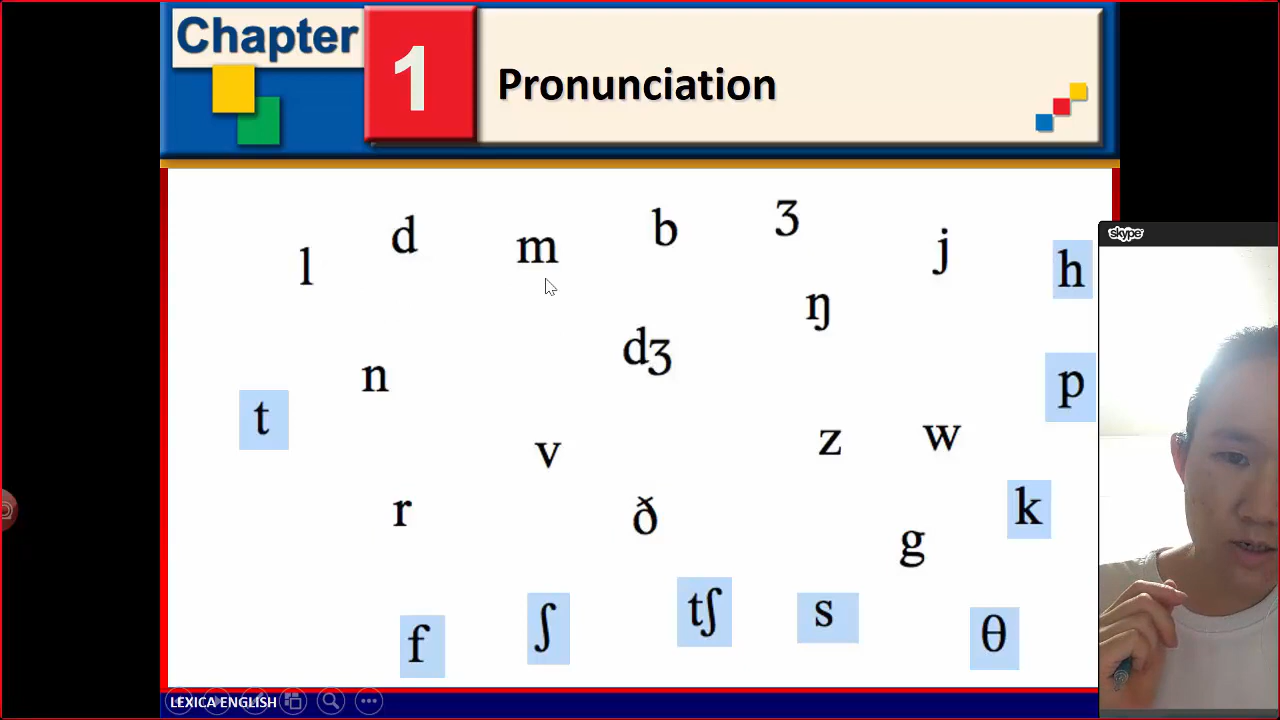 Chapter 1
Pronunciation
l d m b ʒ j h
ŋ
n dʒ p
t
v z w
r ð k
g
f ʃ tʃ s θ
skype
LEXICA ENGLISH